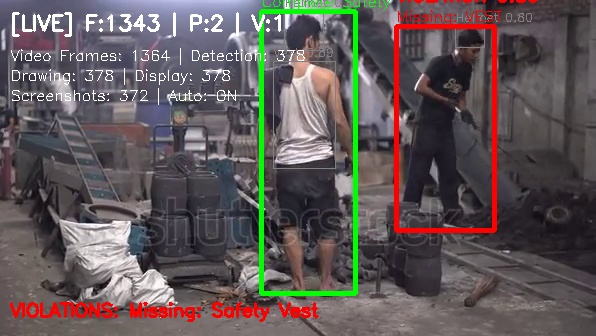 [LIVE] F:1343 | P:2 | V:1
Video Frames: 1364 | Detection: 378
Drawing: 378 | Display: 378
Screenshots: 372 | Auto: ON
Safety
Missing: Helmet 0.80
shutterstock
VIOLATIONS: Missing: Safety Vest